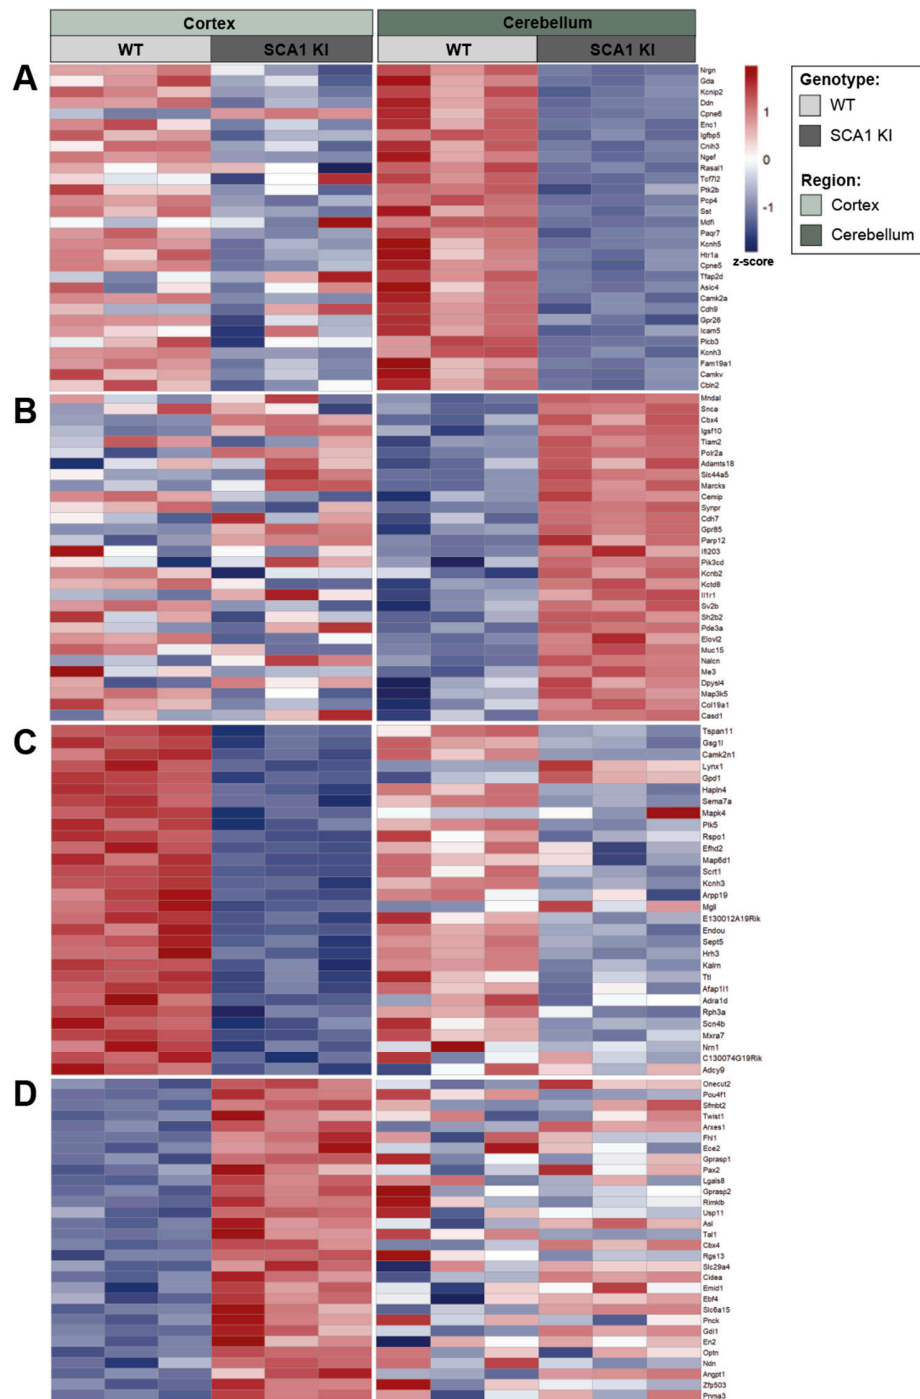 Cortex
Cerebellum
WT
SCA1 KI
WT
SCA1 KI
A
Nrgn
Gda
Kcnip2
Ddn
Cpne6
Enc1
Igfbp5
Cnih3
Ngef
Rasal1
Tcf7l2
Ptk2b
Pcp4
Sst
Mdfi
Paqr7
Kcnh5
Htr1a
Cpne5
Tfap2d
Asic4
Camk2a
Cdh9
Gpr26
Icam5
Plcb3
Kcnh3
Fam19a1
Camkv
Cbln2
1
0
-1
z-score
Genotype:
WT
SCA1 KI
Region:
Cortex
Cerebellum
B
Mndal
Snca
Cbx4
Igsf10
Tiam2
Polr2a
Adamts18
Slc44a5
Marcks
Cemip
Synpr
Cdh7
Gpr85
Parp12
Ifi203
Pik3cd
Kcnb2
Kctd8
Il1r1
Sv2b
Sh2b2
Pde3a
Elovl2
Muc15
Nalcn
Me3
Dpysl4
Map3k5
Col19a1
Casd1
C
Tspan11
Gsg1l
Camk2n1
Lynx1
Gpd1
Hapln4
Sema7a
Mapk4
Plk5
Rspo1
Efhd2
Map6d1
Scrt1
Kcnh3
Arpp19
Mgll
E130012A19Rik
Endou
Sept5
Hrh3
Kalrn
Ttl
Afap1l1
Adra1d
Rph3a
Scn4b
Mxra7
Nrn1
C130074G19Rik
Adcy9
D
Onecut2
Pou4f1
Sfmbt2
Twist1
Arxes1
Fhl1
Ece2
Gprasp1
Pax2
Lgals8
Gprasp2
Rimklb
Usp11
Asl
Tal1
Cbx4
Rgs13
Slc29a4
Cidea
Emid1
Ebf4
Slc6a15
Pnck
Gdi1
En2
Optn
Ndn
Angpt1
Zfp503
Pnma3